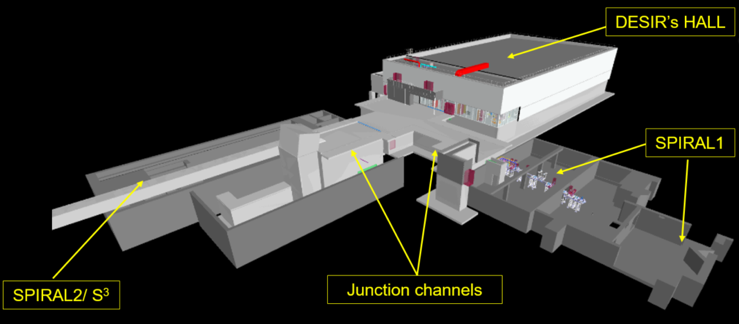 DESIR's HALL
SPIRAL1
SPIRAL2/ S³
Junction channels